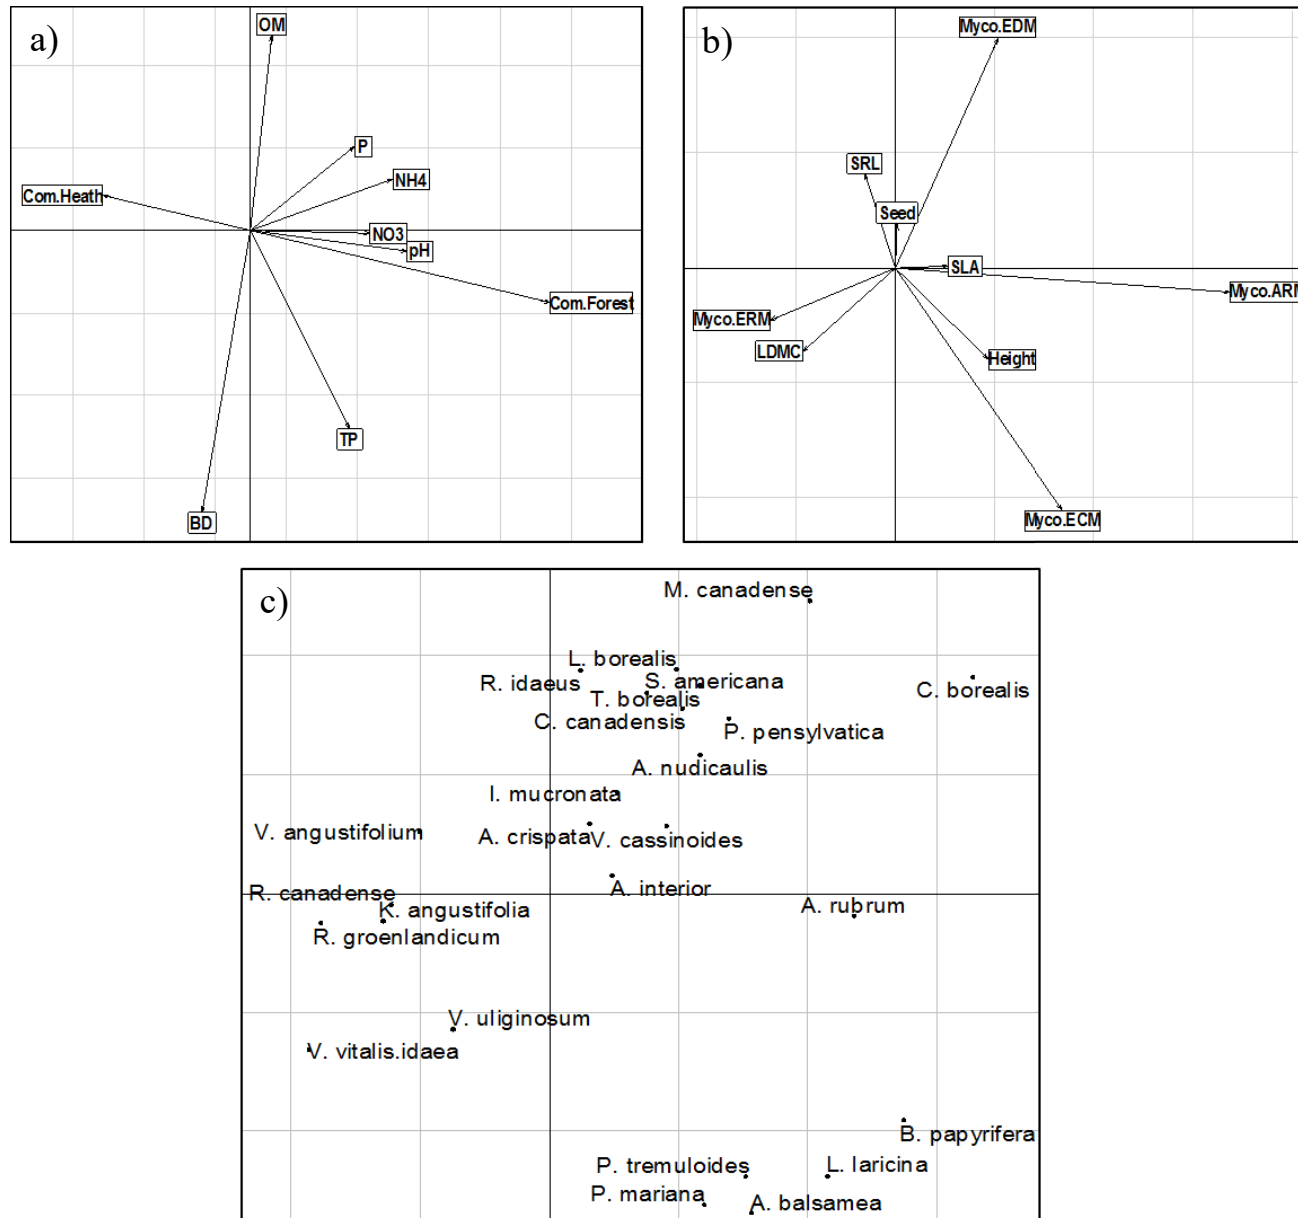 a)
OM
P
NH4
Com.Heath
NO3
pH
Com.Forest
TP
BD
b)
Myco.EDM
SRL
Seed
SLA
Myco.ARM
Myco.ERM
LDMC
Height
Myco.ECM
c)
M. canadense
L. borealis
R. idaeus
S. americana
C. borealis
T. borealis
C. canadensis
P. pensylvatica
A. nudicaulis
I. mucronata
V. angustifolium
A. crispata
V. cassinoides
R. canadense
A. interior
K. angustifolia
A. rubrum
R. groenlandicum
V. uliginosum
V. vitalis.idaea
B. papyrifera
P. tremuloides
L. laricina
P. mariana
A. balsamea